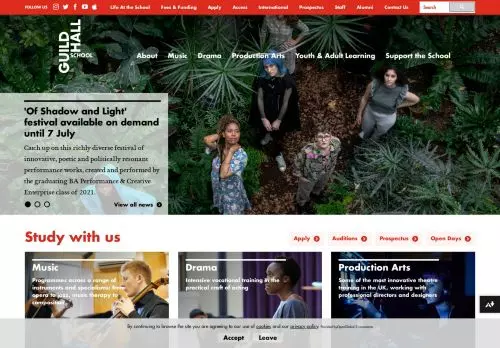 FOLLOW US
Life At the School
Fees & Funding
Apply
Access
International
Prospectus
Staff
Alumni
Contact Us
Search
GUILD
HALL
SCHOOL
About
Music
Drama
Production Arts
Youth & Adult Learning
Support the School
'Of Shadow and Light'
festival available on demand
until 7 July
Catch up on this richly diverse festival of
innovative, poetic and politically resonant
performance works, created and performed by
the graduating BA Performance & Creative
Enterprise class of 2021.
View all news
Study with us
Apply
Auditions
Prospectus
Open Days
Music
Programmes across a range of
instruments and specialisms: from
opera to jazz, music therapy to
composition
Drama
Intensive vocational training in the
practical craft of acting
Production Arts
Some of the most innovative theatre
training in the UK, working with
professional directors and designers
By continuing to browse the site you are agreeing to our use of cookies and our privacy policy.
Accept
Leave